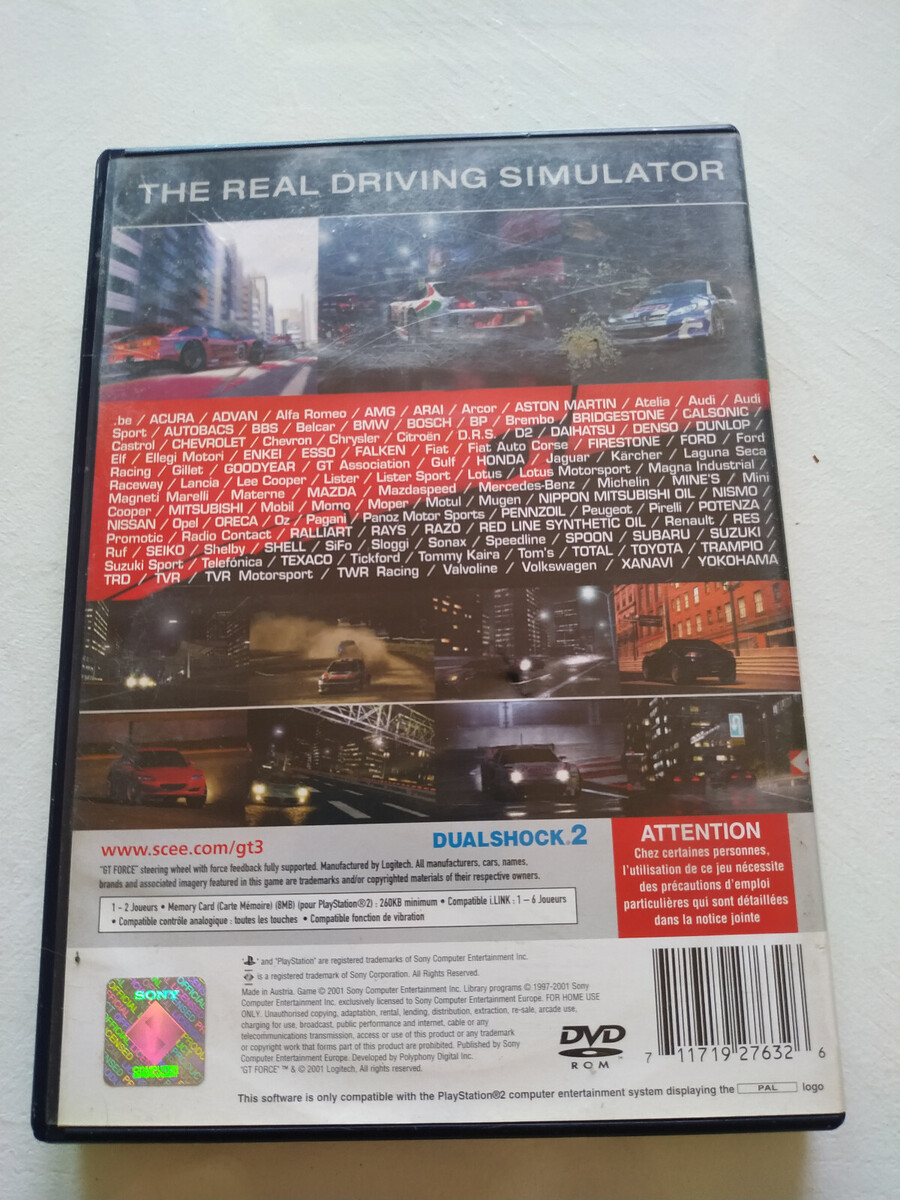 THE REAL DRIVING SIMULATOR
.be / ACURA / ADVAN / Alfa Romeo / AMG / ARAI / Arcor / ASTON MARTIN / Atelia / Audi / Audi
Sport / AUTOBACS / BBS / Belcar / BMW / BOSCH / BP / Brembo / BRIDGESTONE / CALSONIC /
Castrol / CHEVROLET / Chevron / Chrysler / Citroën / D.R.S. / D2 / DAIHATSU / DENSO / DUNLOP /
Elf / Ellegi Motori / ENKEI / ESSO / FALKEN / Fiat / Fiat Auto Corse / FIRESTONE / FORD / Ford
Racing / Gillet / GOODYEAR / GT Association / Gulf / HONDA / Jaguar / Kärcher / Laguna Seca
Raceway / Lancia / Lee Cooper / Lister / Lister Sport / Lotus / Lotus Motorsport / Magna Industrial /
Magneti Marelli / Materne / MAZDA / Mazdaspeed / Mercedes-Benz / Michelin / MINE'S / Mini
Cooper / MITSUBISHI / Mobil / Momo / Moper / Motul / Mugen / NIPPON MITSUBISHI OIL / NISMO /
NISSAN / Opel / ORECA / Oz / Pagani / Panoz Motor Sports / PENNZOIL / Peugeot / Pirelli / POTENZA /
Promotic / Radio Contact / RALLIART / RAYS / RAZO / RED LINE SYNTHETIC OIL / Renault / RES /
Ruf / SEIKO / Shelby / SHELL / SiFo / Sloggi / Sonax / Speedline / SPOON / SUBARU / SUZUKI /
Suzuki Sport / Telefónica / TEXACO / Tickford / Tommy Kaira / Tom's / TOTAL / TOYOTA / TRAMPIO /
TRD / TVR / TVR Motorsport / TWR Racing / Valvoline / Volkswagen / XANAVI / YOKOHAMA
www.scee.com/gt3
DUALSHOCK 2
"GT FORCE" steering wheel with force feedback fully supported. Manufactured by Logitech. All manufacturers, cars, names,
brands and associated imagery featured in this game are trademarks and/or copyrighted materials of their respective owners.
1 - 2 Joueurs • Memory Card (Carte Mémoire) (8MB) (pour PlayStation®2) : 260KB minimum • Compatible i.LINK : 1 - 6 Joueurs
• Compatible contrôle analogique : toutes les touches • Compatible fonction de vibration
ATTENTION
Chez certaines personnes,
l'utilisation de ce jeu nécessite
des précautions d'emploi
particulières qui sont détaillées
dans la notice jointe
" " and "PlayStation" are registered trademarks of Sony Computer Entertainment Inc.
is a registered trademark of Sony Corporation. All Rights Reserved.
Made in Austria. Game © 2001 Sony Computer Entertainment Inc. Library programs © 1997-2001 Sony
Computer Entertainment Inc. exclusively licensed to Sony Computer Entertainment Europe. FOR HOME USE
ONLY. Unauthorised copying, adaptation, rental, lending, distribution, extraction, re-sale, arcade use,
charging for use, broadcast, public performance and internet, cable or any
telecommunications transmission, access or use of this product or any trademark
or copyright work that forms part of this product are prohibited. Published by Sony
Computer Entertainment Europe. Developed by Polyphony Digital Inc.
"GT FORCE" ™ & © 2001 Logitech. All rights reserved.
SONY
DVD
ROM
7 11719 27632 6
This software is only compatible with the PlayStation®2 computer entertainment system displaying the PAL logo